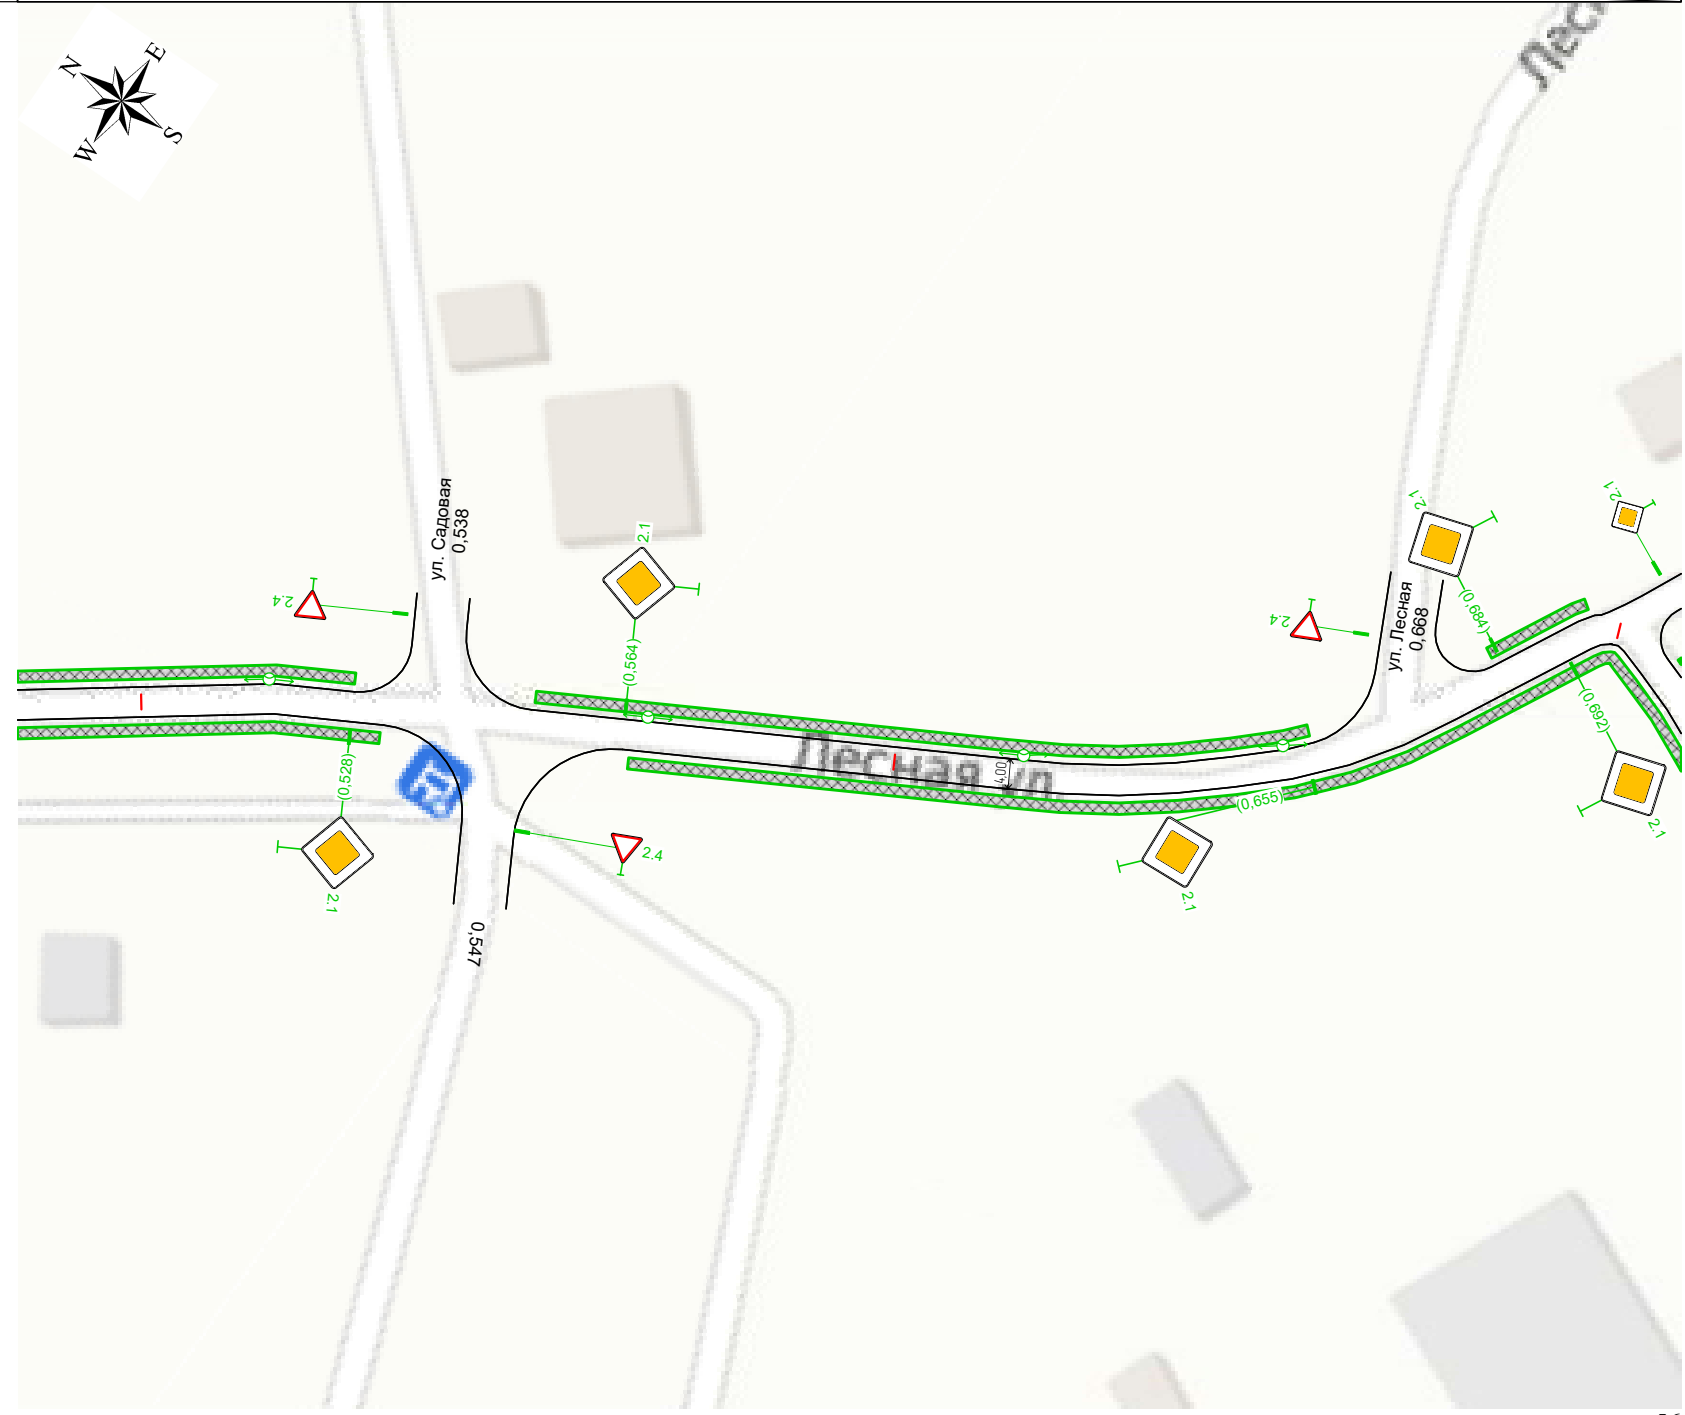 N
E
S
W
Лес
ул. Садовая
0,538
2.1
2.4
(0,564)
2.4
ул. Лесная
0,668
2.1
(0,684)
2.1
(0,692)
2.1
Лесная ул.
4,00
(0,655)
2.1
(0,528)
2.1
2.4
0,547